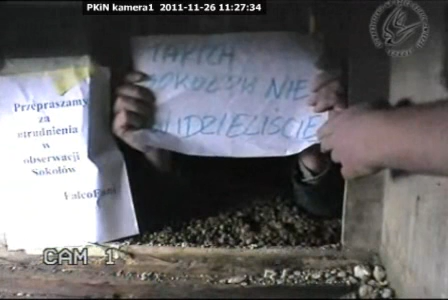 PKiN kamera1 2011-11-26 11:27:34
TAKICH
SOKOŁÓW NIE
WIDZIELIŚCIE
Przepraszamy
za
utrudnienia
w
obserwacji
Sokołów
CAM 1